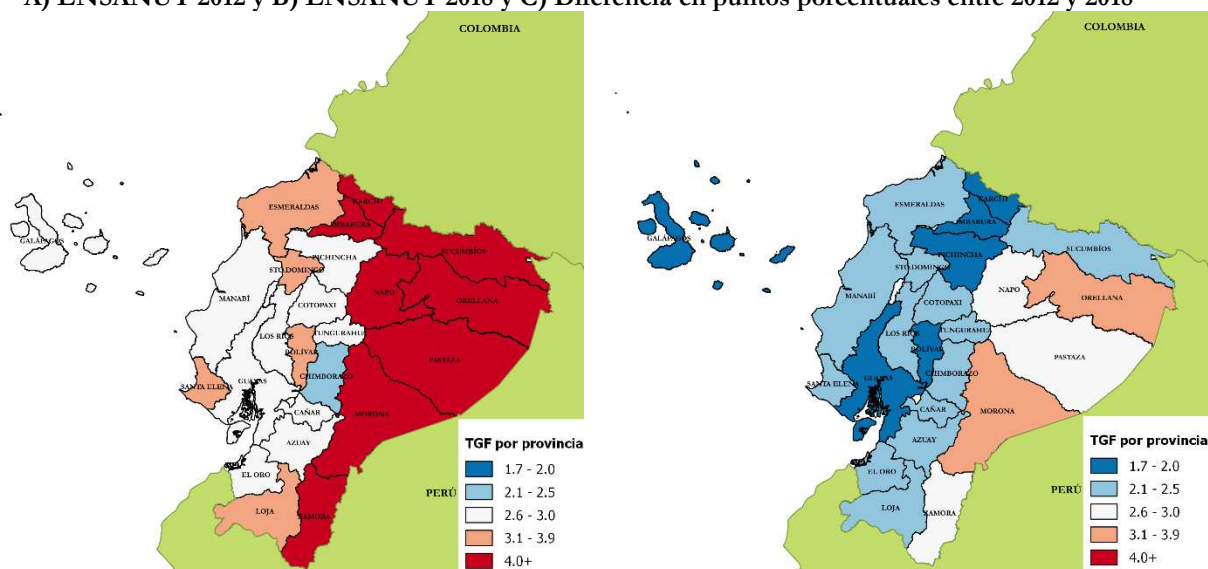 A) ENSANUT 2012 y B) ENSANUT 2018 y C) Diferencia en puntos porcentuales entre 2012 y 2018
COLOMBIA
ESMERALDAS
CARCHI
IMBABURA
GALÁPAGOS
SUCUMBÍOS
PICHINCHA
STO.DOMINGO
NAPO
ORELLANA
MANABÍ
COTOPAXI
LOS RÍOS
TUNGURAHU
BOLÍVAR
PASTAZA
CHIMBORAZO
SANTA ELENA
GUAYAS
MORONA
CAÑAR
AZUAY
EL ORO
PERÚ
LOJA
ZAMORA
TGF por provincia
1.7 - 2.0
2.1 - 2.5
2.6 - 3.0
3.1 - 3.9
4.0+
COLOMBIA
ESMERALDAS
CARCHI
IMBABURA
GALÁPAGOS
SUCUMBÍOS
PICHINCHA
STO.DOMINGO
NAPO
ORELLANA
MANABÍ
COTOPAXI
LOS RÍOS
TUNGURAHU
BOLÍVAR
PASTAZA
CHIMBORAZO
SANTA ELENA
GUAYAS
MORONA
CAÑAR
AZUAY
EL ORO
PERÚ
LOJA
ZAMORA
TGF por provincia
1.7 - 2.0
2.1 - 2.5
2.6 - 3.0
3.1 - 3.9
4.0+